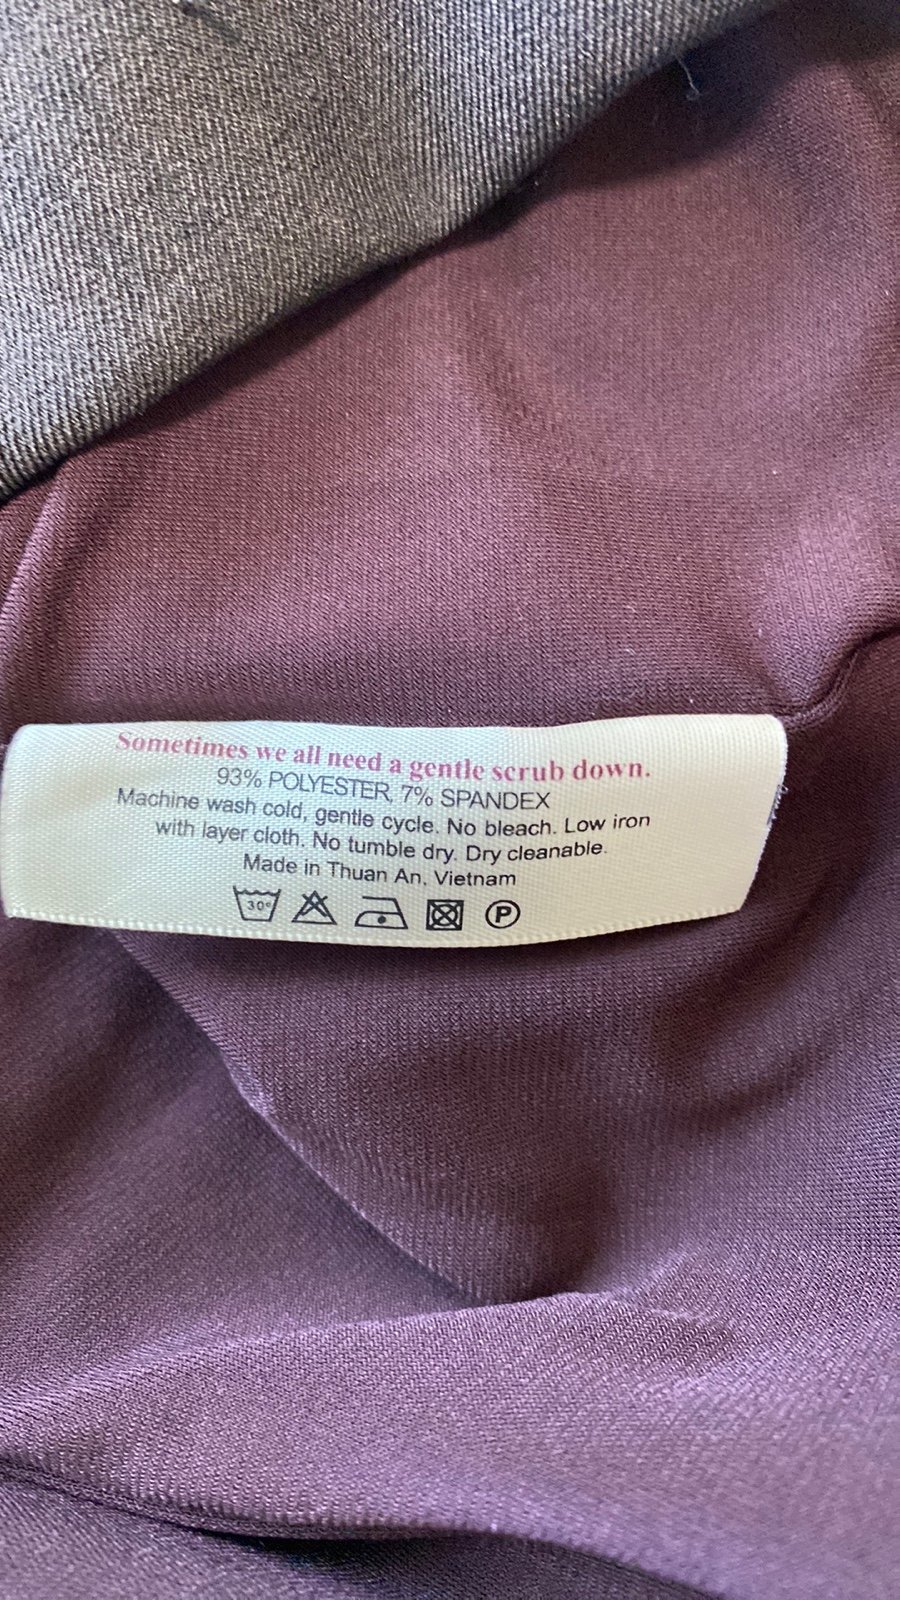 Sometimes we all need a gentle scrub down.
93% POLYESTER, 7% SPANDEX
Machine wash cold, gentle cycle. No bleach. Low iron
with layer cloth. No tumble dry. Dry cleanable.
Made in Thuan An, Vietnam
30° P